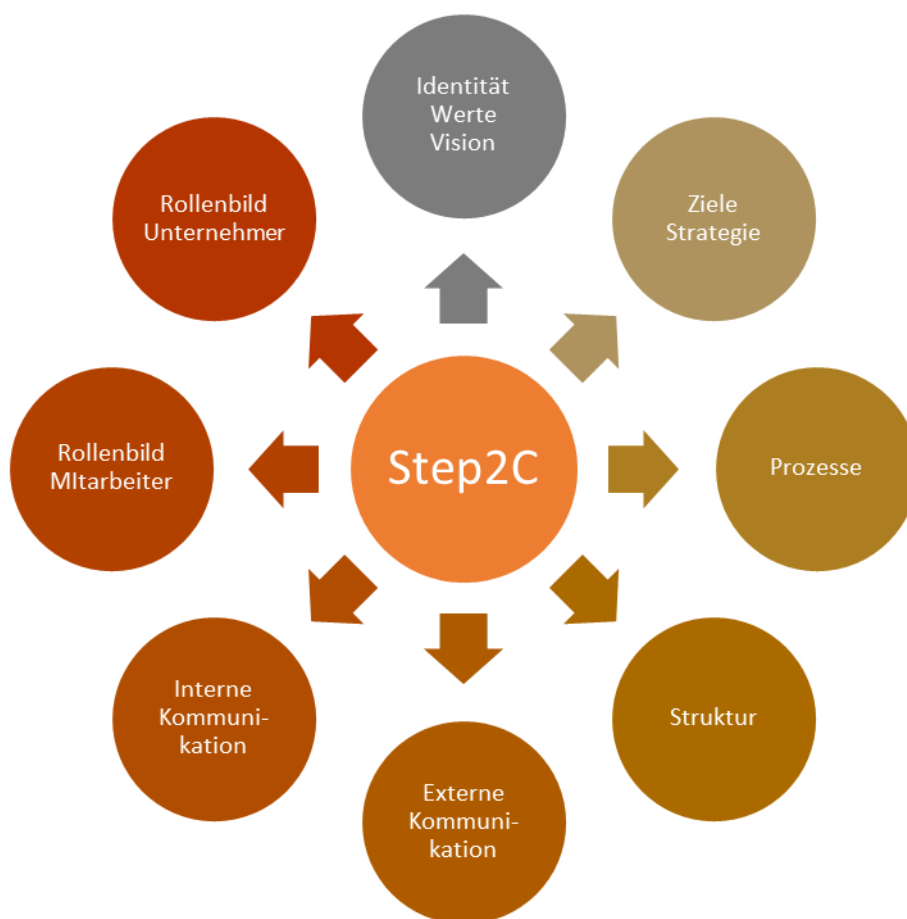 Identität
Werte
Vision
Ziele
Strategie
Prozesse
Struktur
Externe
Kommuni-
kation
Interne
Kommuni-
kation
Rollenbild
MItarbeiter
Rollenbild
Unternehmer
Step2C